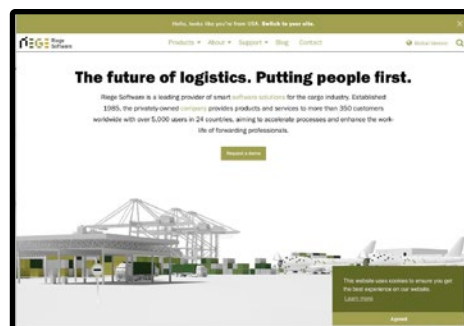 Hello, looks like you're from USA. Switch to your site.
RIEGE Riege Software
Products About Support Blog Contact Global Version
The future of logistics. Putting people first.
Riege Software is a leading provider of smart software solutions for the cargo industry. Established
1985, the privately-owned company provides products and services to more than 350 customers
worldwide with over 5,000 users in 24 countries, aiming to accelerate processes and enhance the work-
life of forwarding professionals.
Request a demo
This website uses cookies to ensure you get
the best experience on our website.
Learn more
Agreed!